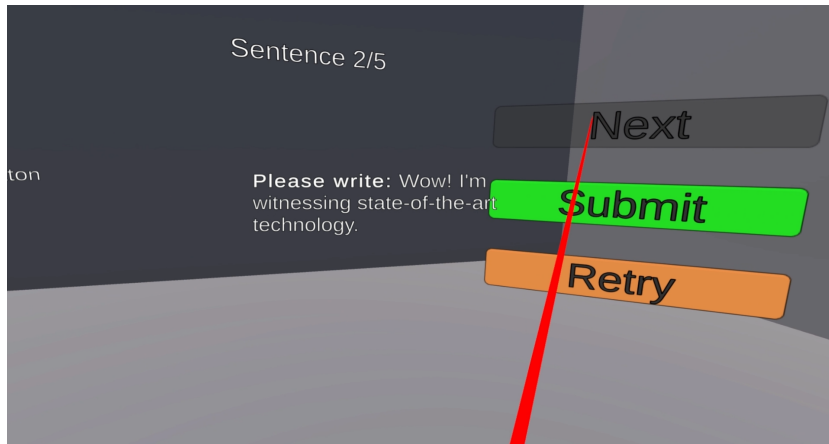 Sentence 2/5
ton
Please write: Wow! I'm
witnessing state-of-the-art
technology.
Next
Submit
Retry